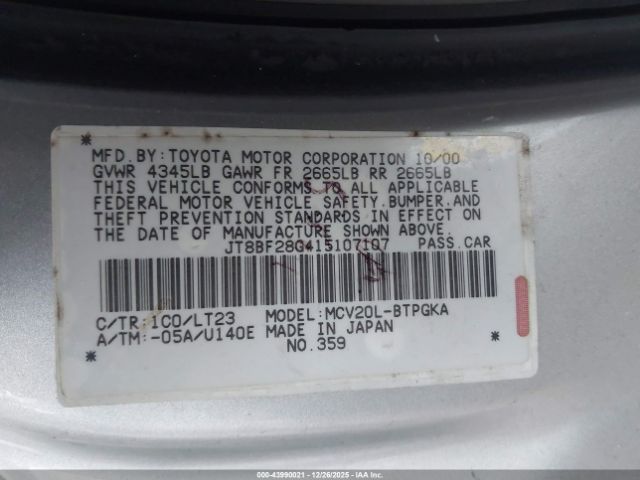 MFD. BY: TOYOTA MOTOR CORPORATION 10/00
GVWR 4345LB GAWR FR 2665LB RR 2665LB
THIS VEHICLE CONFORMS TO ALL APPLICABLE
FEDERAL MOTOR VEHICLE SAFETY, BUMPER, AND
THEFT PREVENTION STANDARDS IN EFFECT ON
THE DATE OF MANUFACTURE SHOWN ABOVE.
JT8BF28G415107107 PASS. CAR
C/TR: 1C0/LT23 MODEL: MCV20L-BTPGKA
A/TM: -05A/U140E MADE IN JAPAN
NO. 359
000-43990021 - 12/26/2025 - IAAI.COM